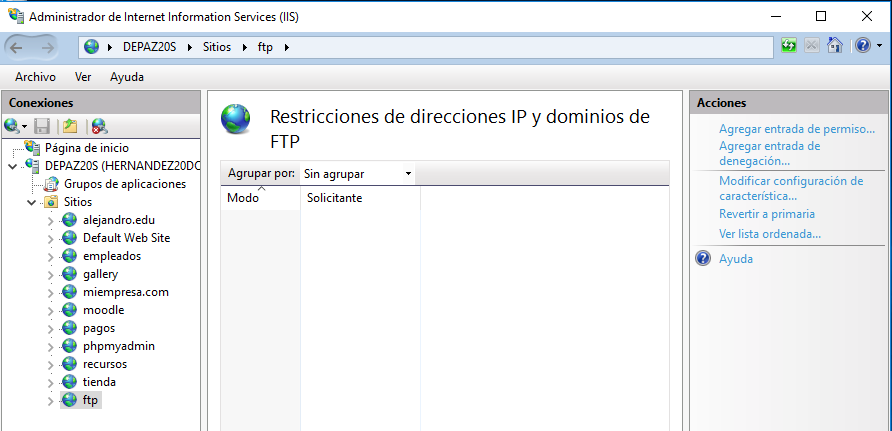 Administrador de Internet Information Services (IIS)
DEPAZ20S
Sitios
ftp
Archivo
Ver
Ayuda
Conexiones
Página de inicio
DEPAZ20S (HERNANDEZ20DO
Grupos de aplicaciones
Sitios
alejandro.edu
Default Web Site
empleados
gallery
miempresa.com
moodle
pagos
phpmyadmin
recursos
tienda
ftp
Restricciones de direcciones IP y dominios de
FTP
Agrupar por:
Sin agrupar
Modo
Solicitante
Acciones
Agregar entrada de permiso...
Agregar entrada de
denegación...
Modificar configuración de
característica...
Revertir a primaria
Ver lista ordenada...
Ayuda